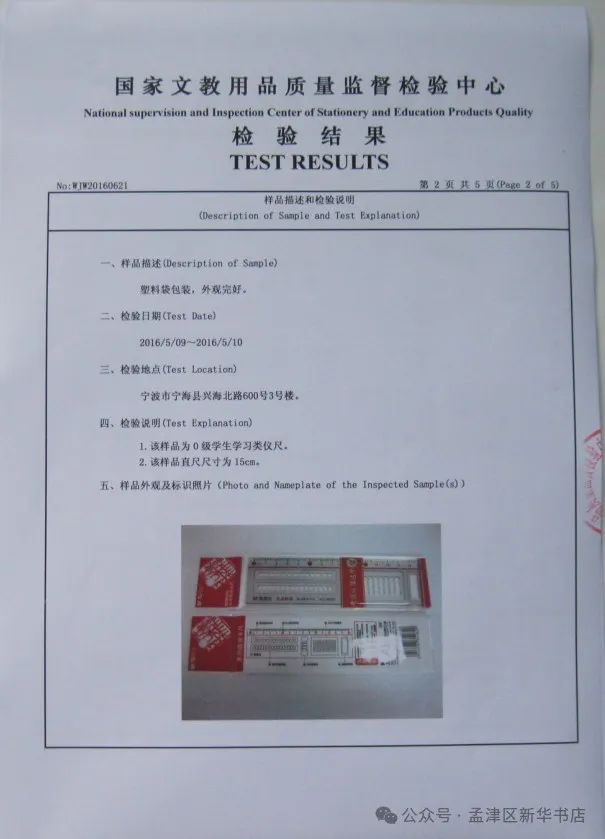 国家文教用品质量监督检验中心
National supervision and Inspection Center of Stationery and Education Products Quality
检验结果
TEST RESULTS
No:WJW20160621
第 2 页 共 5 页(Page 2 of 5)
样品描述和检验说明
(Description of Sample and Test Explanation)
一、样品描述(Description of Sample)
塑料袋包装，外观完好。
二、检验日期(Test Date)
2016/5/09～2016/5/10
三、检验地点(Test Location)
宁波市宁海县兴海北路600号3号楼。
四、检验说明(Test Explanation)
1.该样品为 0 级学生学习类仪尺。
2.该样品直尺尺寸为 15cm。
五、样品外观及标识照片（Photo and Nameplate of the Inspected Sample(s)）
公众号·孟津区新华书店